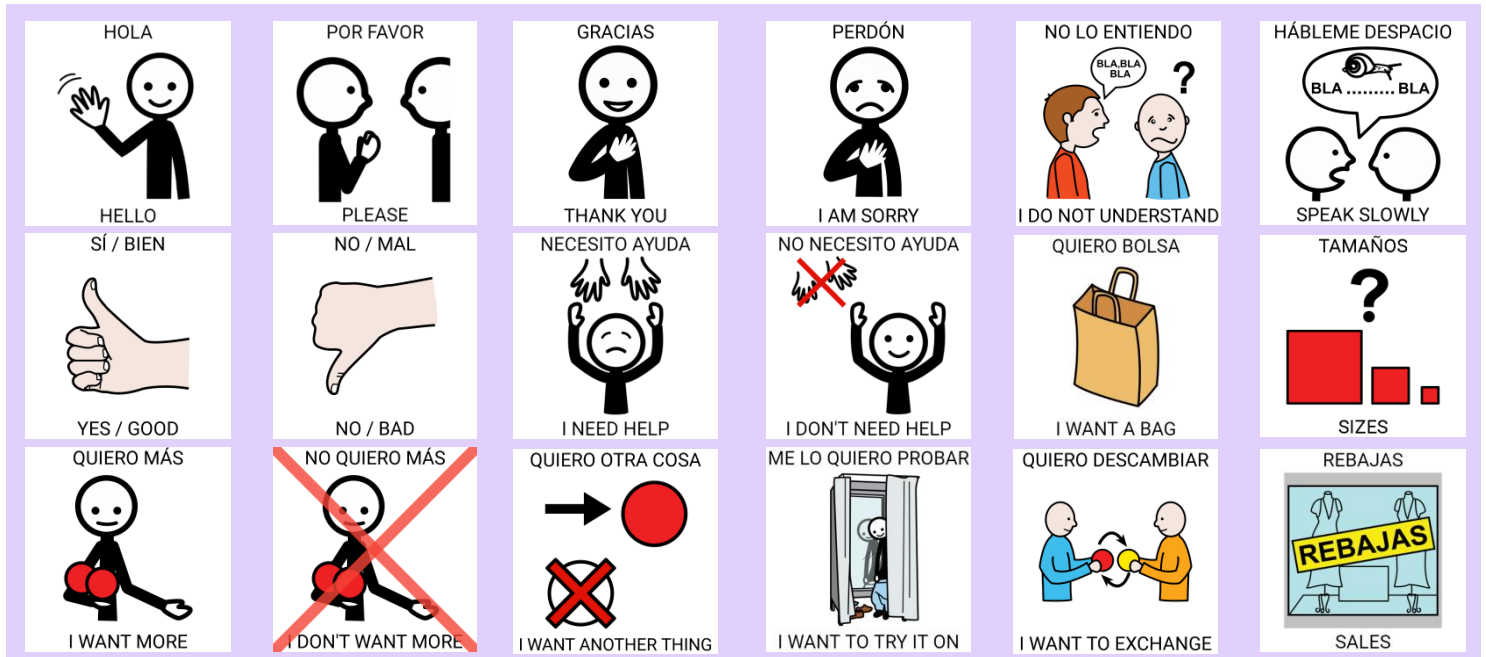 HOLA
HELLO
POR FAVOR
PLEASE
GRACIAS
THANK YOU
PERDÓN
I AM SORRY
NO LO ENTIENDO
BLA,BLA
BLA
?
I DO NOT UNDERSTAND
HÁBLEME DESPACIO
BLA ......... BLA
SPEAK SLOWLY
SÍ / BIEN
YES / GOOD
NO / MAL
NO / BAD
NECESITO AYUDA
I NEED HELP
NO NECESITO AYUDA
I DON'T NEED HELP
QUIERO BOLSA
I WANT A BAG
TAMAÑOS
?
SIZES
QUIERO MÁS
I WANT MORE
NO QUIERO MÁS
I DON'T WANT MORE
QUIERO OTRA COSA
I WANT ANOTHER THING
ME LO QUIERO PROBAR
I WANT TO TRY IT ON
QUIERO DESCAMBIAR
I WANT TO EXCHANGE
REBAJAS
REBAJAS
SALES